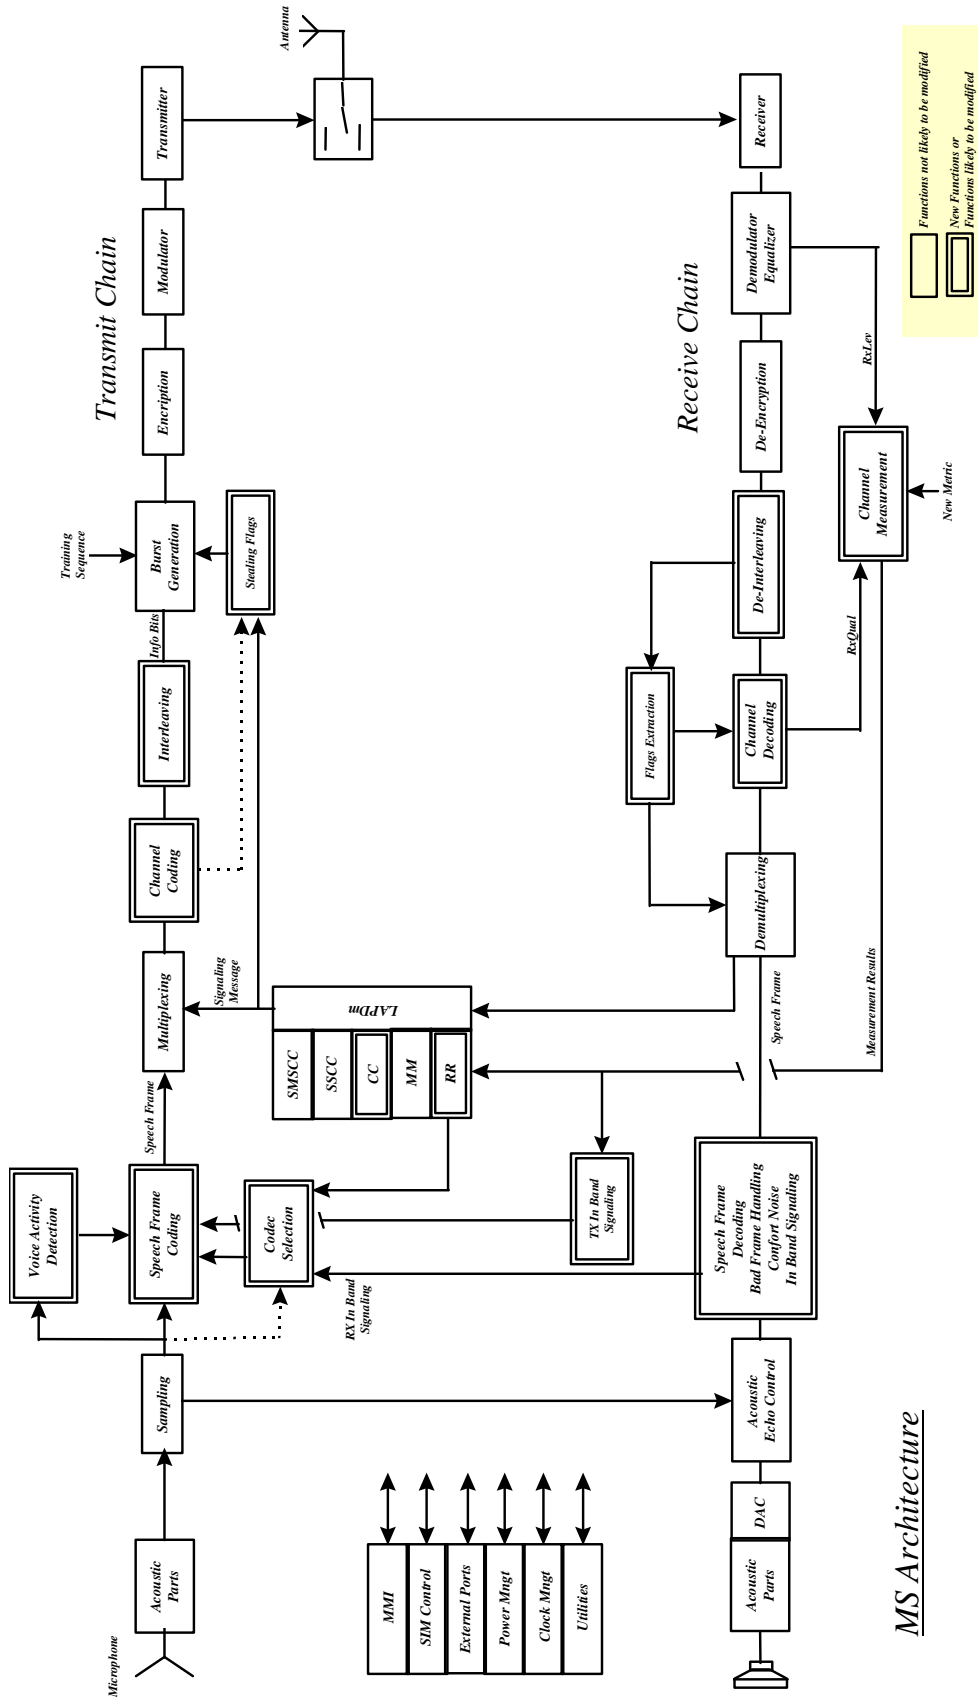 Microphone
Acoustic
Parts
Sampling
Voice Activity
Detection
Speech Frame
Coding
Speech Frame
Multiplexing
Channel
Coding
Interleaving
Info Bits
Training
Sequence
Burst
Generation
Encription
Modulator
Transmitter
Transmit Chain
Antenna
Stealing Flags
Signaling
Message
LAPDm
SMSCC
SSCC
CC
MM
RR
Codec
Selection
RX In Band
Signaling
TX In Band
Signaling
MMI
SIM Control
External Ports
Power Mngt
Clock Mngt
Utilities
Receive Chain
Receiver
Demodulator
Equalizer
De-Encryption
De-Interleaving
Flags Extraction
Channel
Decoding
Demultiplexing
Speech Frame
Speech Frame
Decoding
Bad Frame Handling
Confort Noise
In Band Signaling
Acoustic
Echo Control
DAC
Acoustic
Parts
RxLev
RxQual
Channel
Measurement
New Metric
Measurement Results
MS Architecture
Functions not likely to be modified
New Functions or
Functions likely to be modified